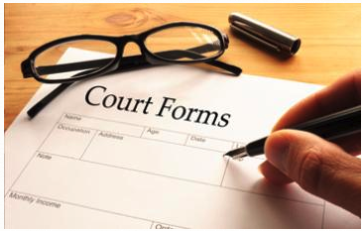 Court Forms
Name
Occupation Address Age Date
Note
Monthly Income